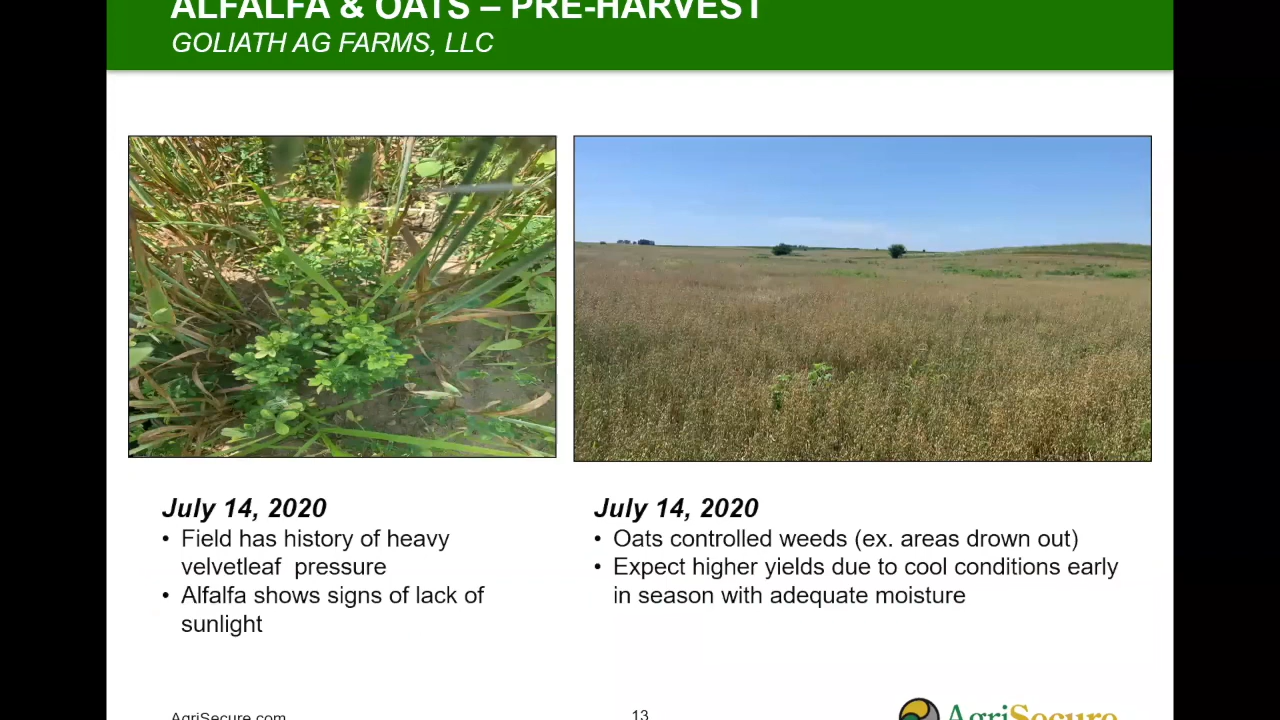 ALFALFA & OATS – PRE-HARVEST
GOLIATH AG FARMS, LLC
July 14, 2020
• Field has history of heavy
velvetleaf pressure
• Alfalfa shows signs of lack of
sunlight
July 14, 2020
• Oats controlled weeds (ex. areas drown out)
• Expect higher yields due to cool conditions early
in season with adequate moisture
AgriSecure.com
13
AgriSecure